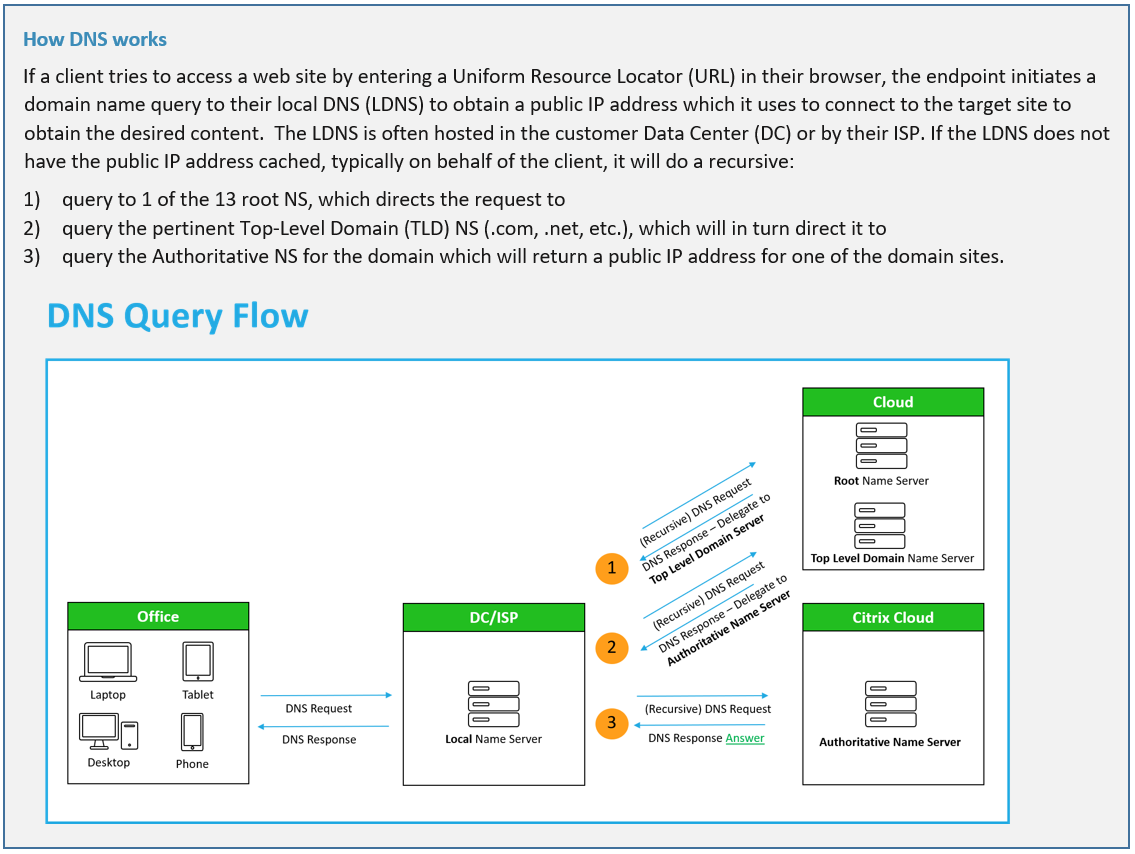 How DNS works
If a client tries to access a web site by entering a Uniform Resource Locator (URL) in their browser, the endpoint initiates a
domain name query to their local DNS (LDNS) to obtain a public IP address which it uses to connect to the target site to
obtain the desired content.  The LDNS is often hosted in the customer Data Center (DC) or by their ISP. If the LDNS does not
have the public IP address cached, typically on behalf of the client, it will do a recursive:
1) query to 1 of the 13 root NS, which directs the request to
2) query the pertinent Top-Level Domain (TLD) NS (.com, .net, etc.), which will in turn direct it to
3) query the Authoritative NS for the domain which will return a public IP address for one of the domain sites.
DNS Query Flow
Cloud
Root Name Server
Top Level Domain Name Server
(Recursive) DNS Request
DNS Response – Delegate to
Top Level Domain Server
1
(Recursive) DNS Request
DNS Response – Delegate to
Authoritative Name Server
2
Office
Laptop
Tablet
Desktop
Phone
DNS Request
DNS Response
DC/ISP
Local Name Server
3
(Recursive) DNS Request
DNS Response Answer
Citrix Cloud
Authoritative Name Server